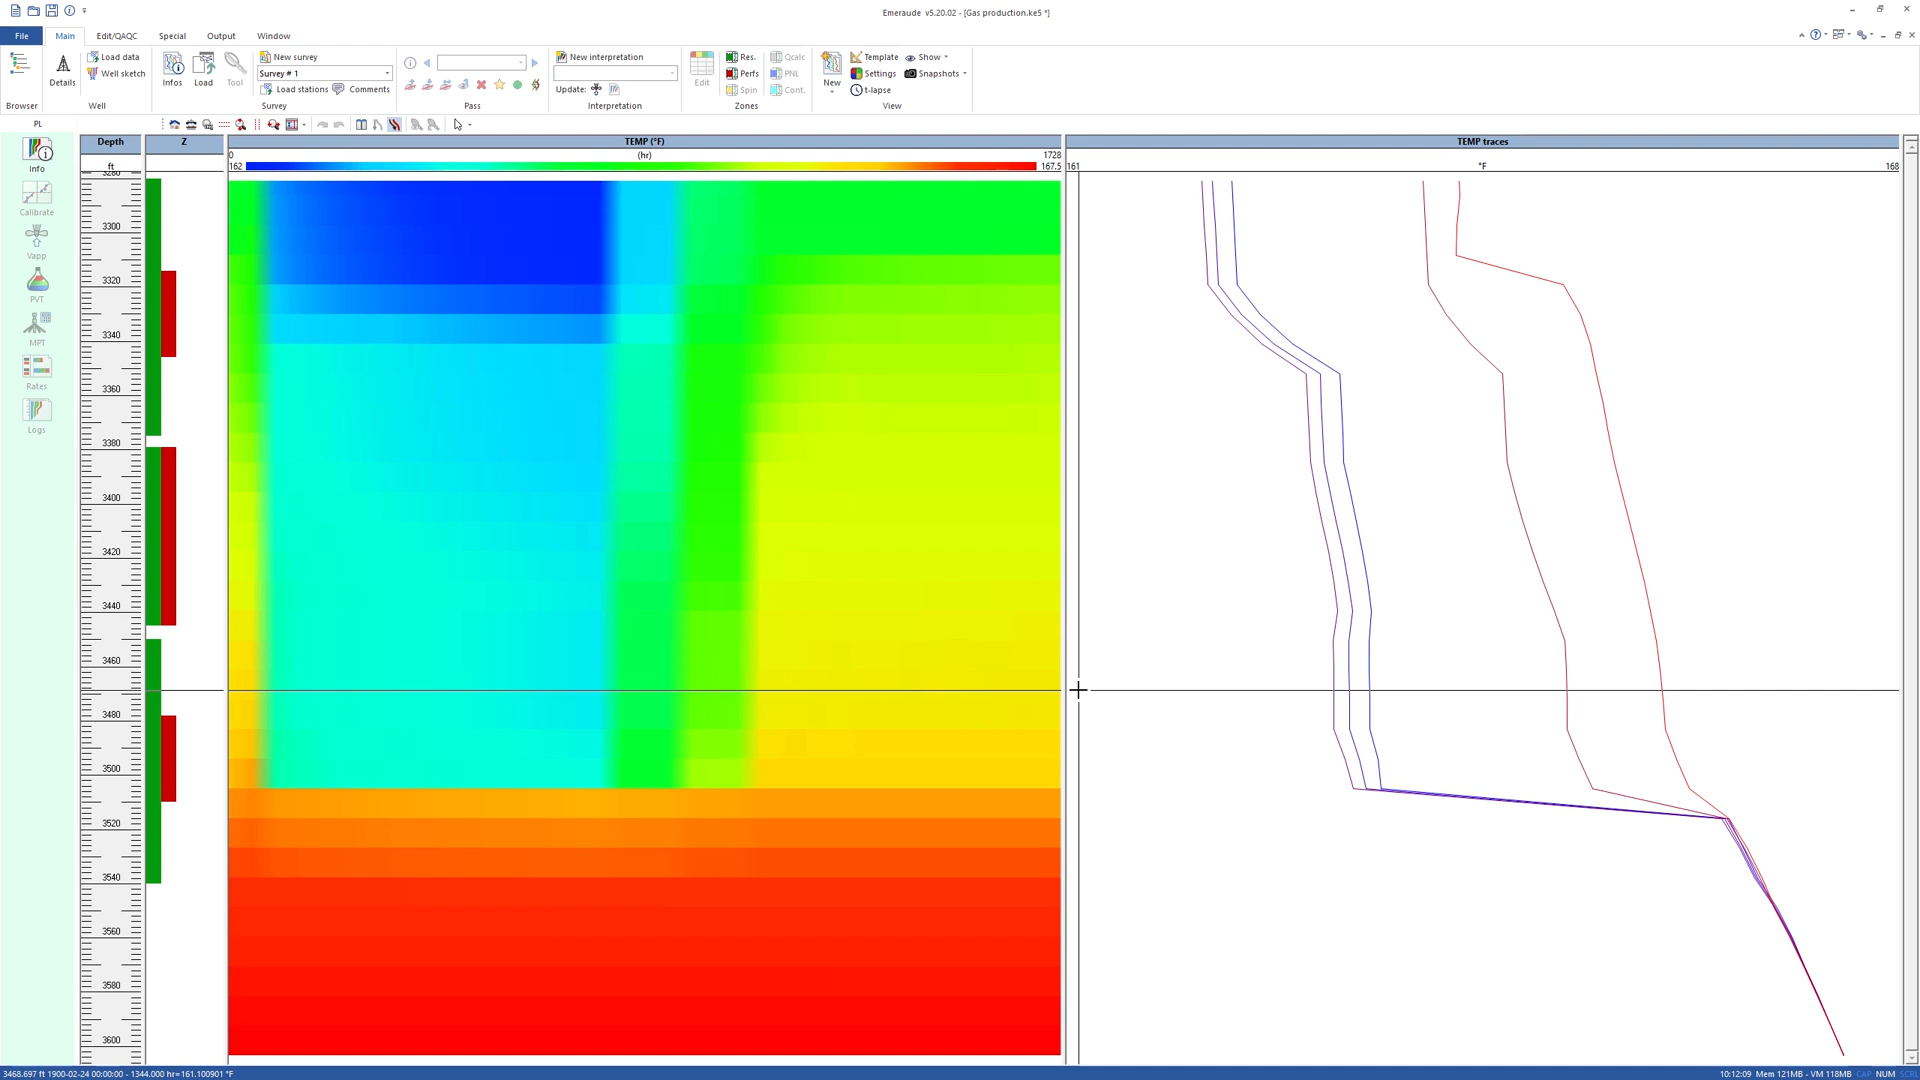 Emeraude v5.20.02 - [Gas production.ke5 *]
File Main Edit/QAQC Special Output Window
Browser
Details
Load data
Well sketch
Well
Infos
Load
Tool
New survey
Survey # 1
Load stations Comments
Survey
Pass
New interpretation
Update:
Interpretation
Edit
Res. Qcalc
Perfs PNL
Spin Cont.
Zones
New
Template Show
Settings Snapshots
t-lapse
View
PL
Info
Calibrate
Vapp
PVT
MPT
Rates
Logs
Depth Z TEMP (°F) TEMP traces
ft 0 (hr) 1728
162 167.5 161 °F 168
3280
3300
3320
3340
3360
3380
3400
3420
3440
3460
3480
3500
3520
3540
3560
3580
3600
3468.697 ft 1900-02-24 00:00:00 - 1344.000 hr=161.100901 °F
10:12:09 Mem 121MB - VM 118MB CAP NUM SCRL